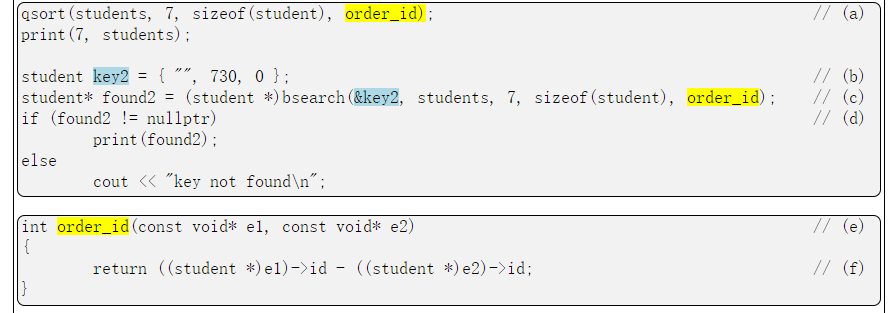 qsort(students, 7, sizeof(student), order_id); // (a)
print(7, students);
student key2 = { "", 730, 0 }; // (b)
student* found2 = (student *)bsearch(&key2, students, 7, sizeof(student), order_id); // (c)
if (found2 != nullptr) // (d)
print(found2);
else
cout << "key not found\n";
int order_id(const void* e1, const void* e2) // (e)
{
return ((student *)e1)->id - ((student *)e2)->id; // (f)
}